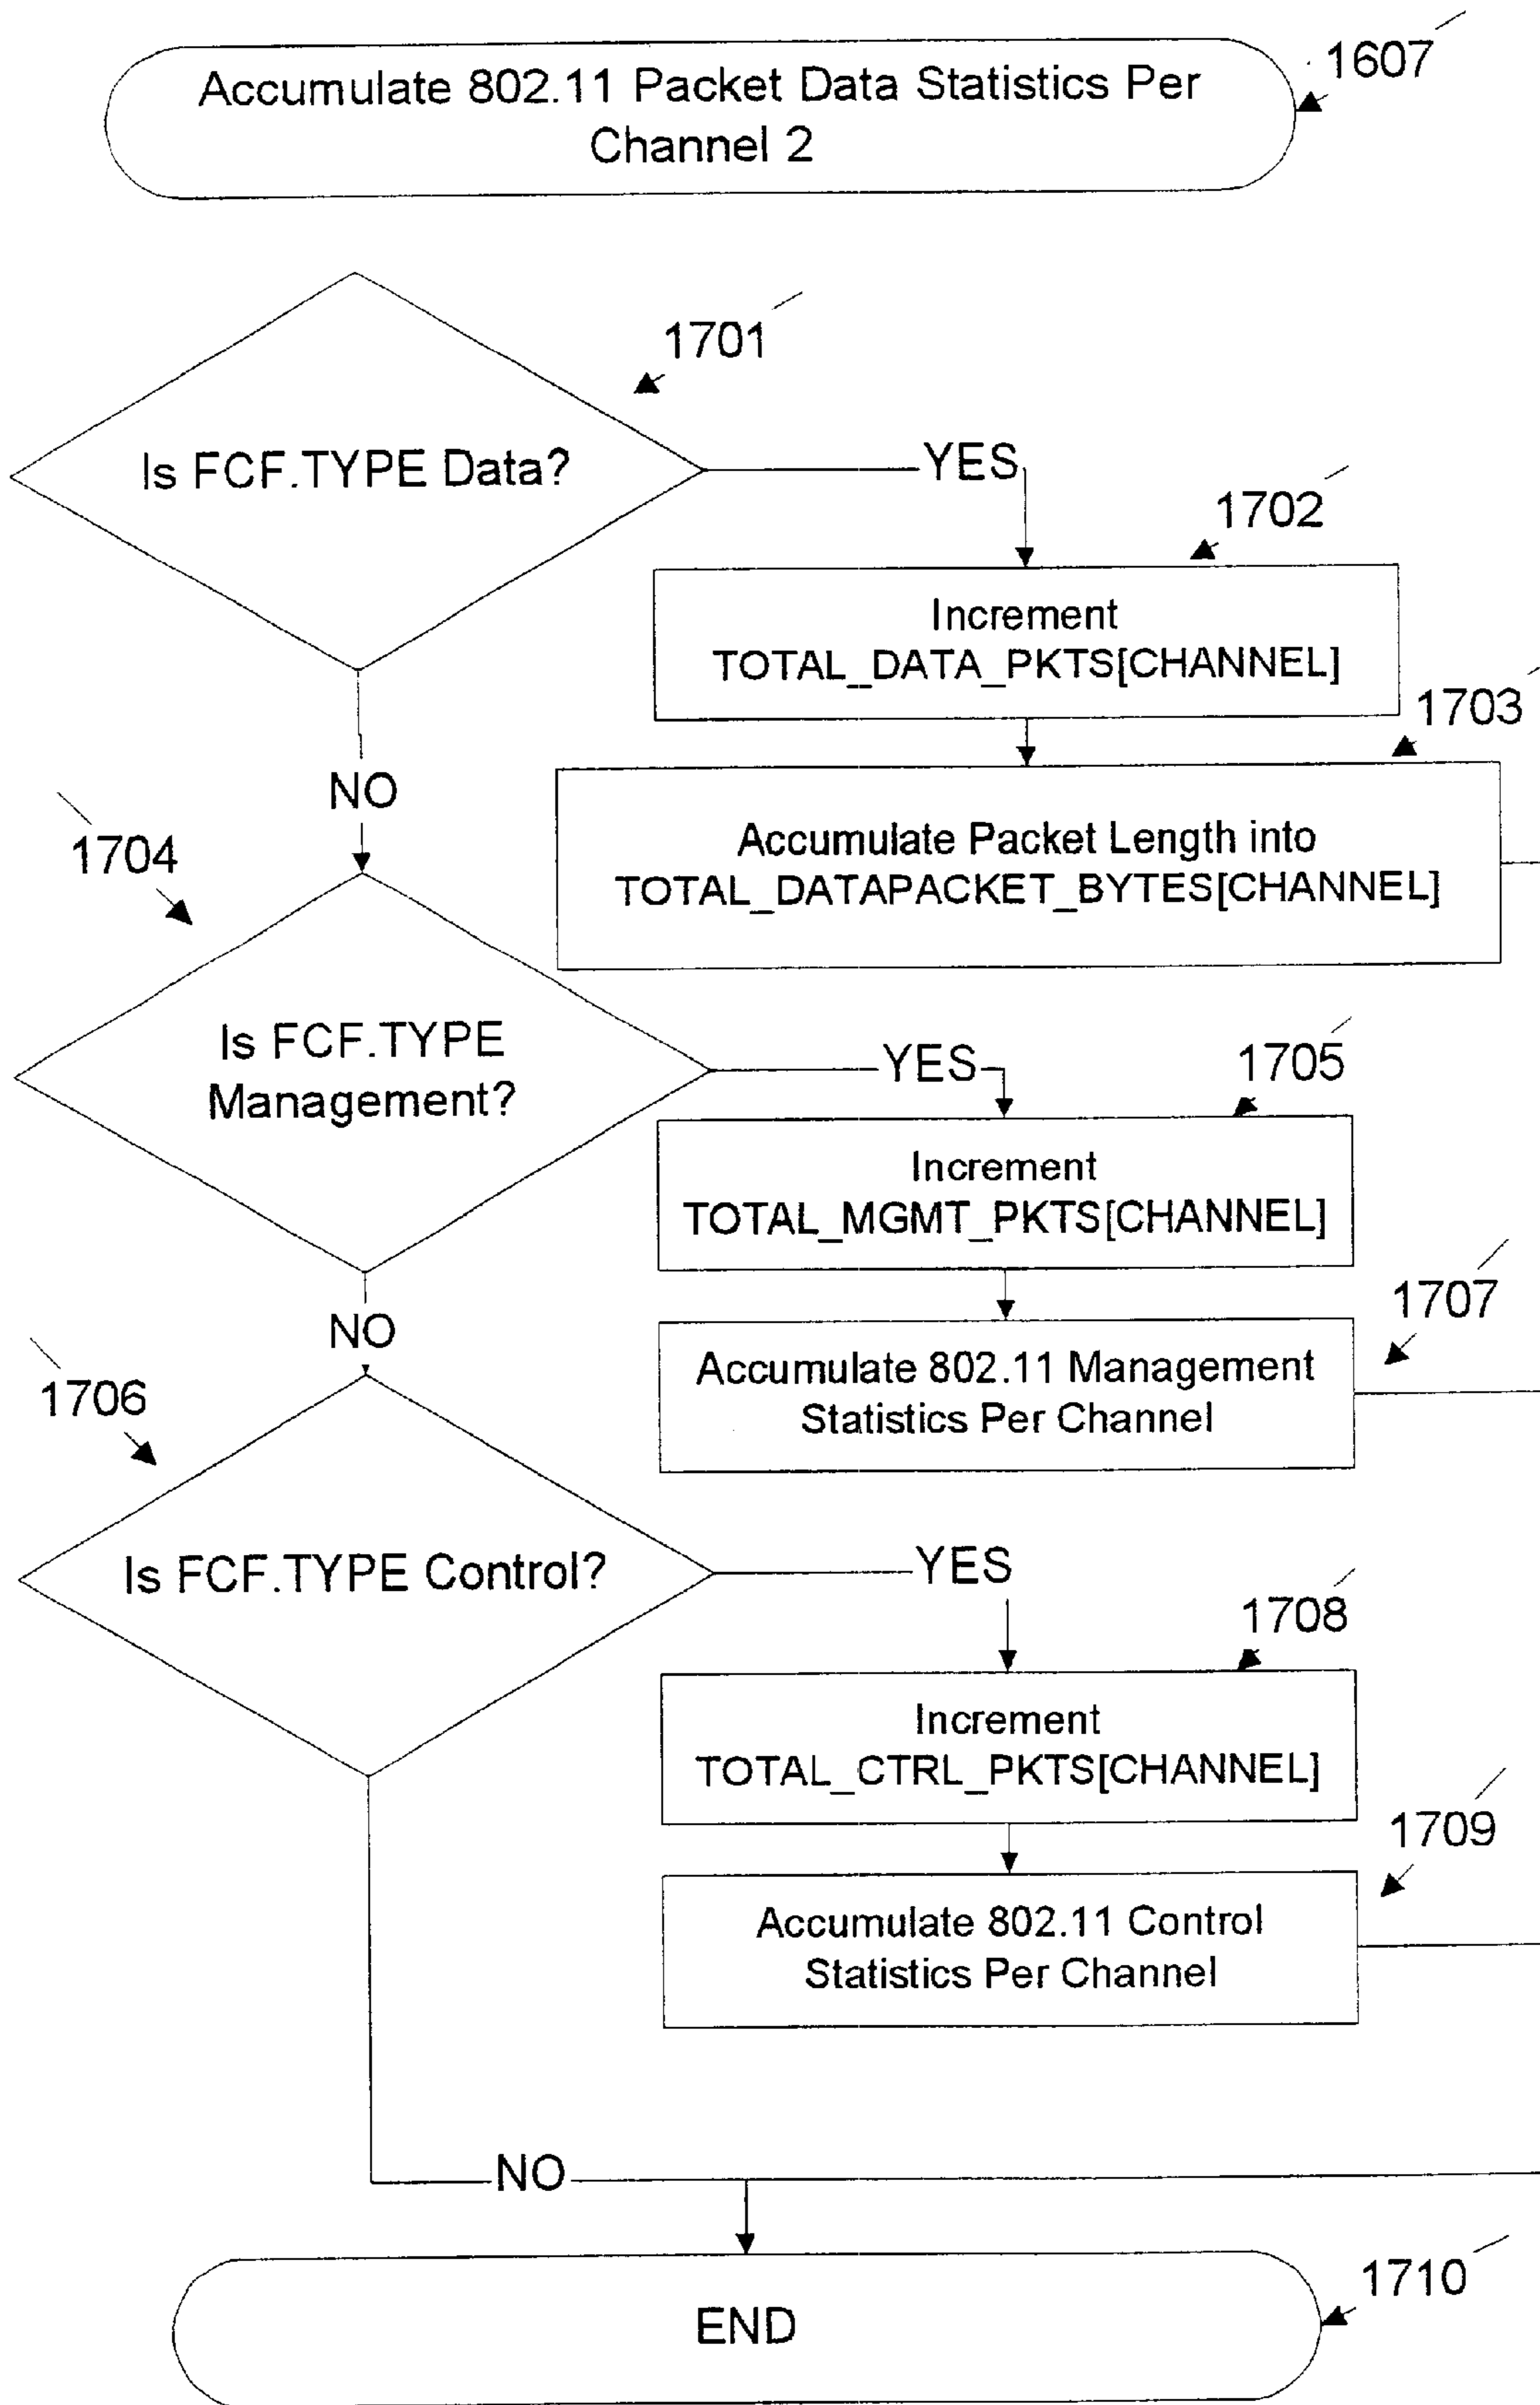 1607
Accumulate 802.11 Packet Data Statistics Per
Channel 2
1701
Is FCF.TYPE Data?
YES
1702
Increment
TOTAL_DATA_PKTS[CHANNEL]
1703
NO
Accumulate Packet Length into
TOTAL_DATAPACKET_BYTES[CHANNEL]
1704
Is FCF.TYPE
Management?
YES
1705
Increment
TOTAL_MGMT_PKTS[CHANNEL]
1707
NO
Accumulate 802.11 Management
Statistics Per Channel
1706
Is FCF.TYPE Control?
YES
1708
Increment
TOTAL_CTRL_PKTS[CHANNEL]
1709
Accumulate 802.11 Control
Statistics Per Channel
NO
1710
END